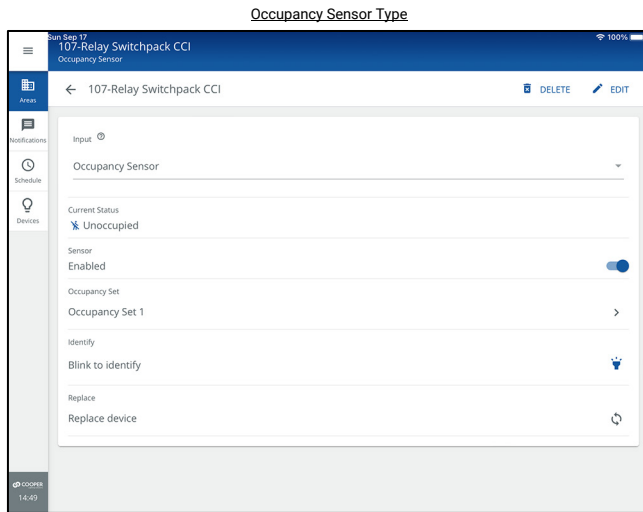 Occupancy Sensor Type
Sun Sep 17
100%
107-Relay Switchpack CCI
Occupancy Sensor
Areas
Notifications
Schedule
Devices
107-Relay Switchpack CCI
DELETE
EDIT
Input
Occupancy Sensor
Current Status
Unoccupied
Sensor
Enabled
Occupancy Set
Occupancy Set 1
Identify
Blink to identify
Replace
Replace device
COOPER
14:49